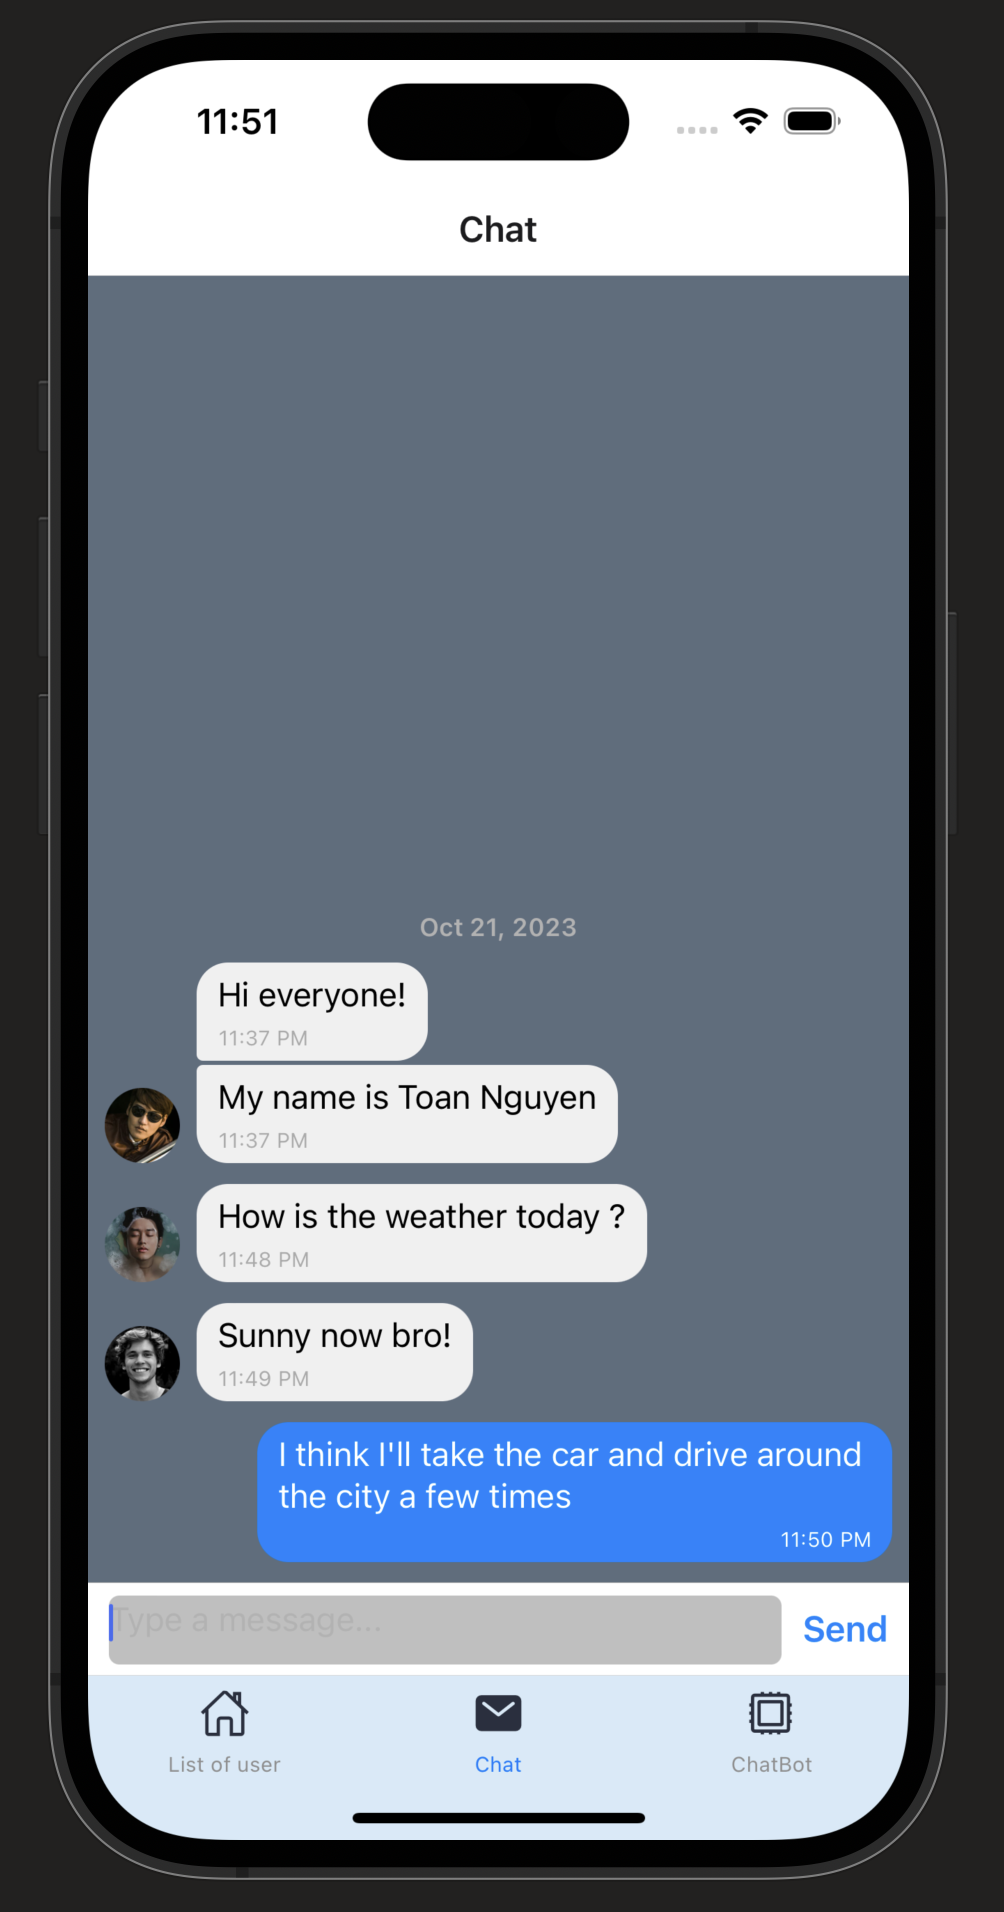 11:51
Chat
Oct 21, 2023
Hi everyone!
11:37 PM
My name is Toan Nguyen
11:37 PM
How is the weather today ?
11:48 PM
Sunny now bro!
11:49 PM
I think I'll take the car and drive around
the city a few times
11:50 PM
Type a message...
Send
List of user
Chat
ChatBot